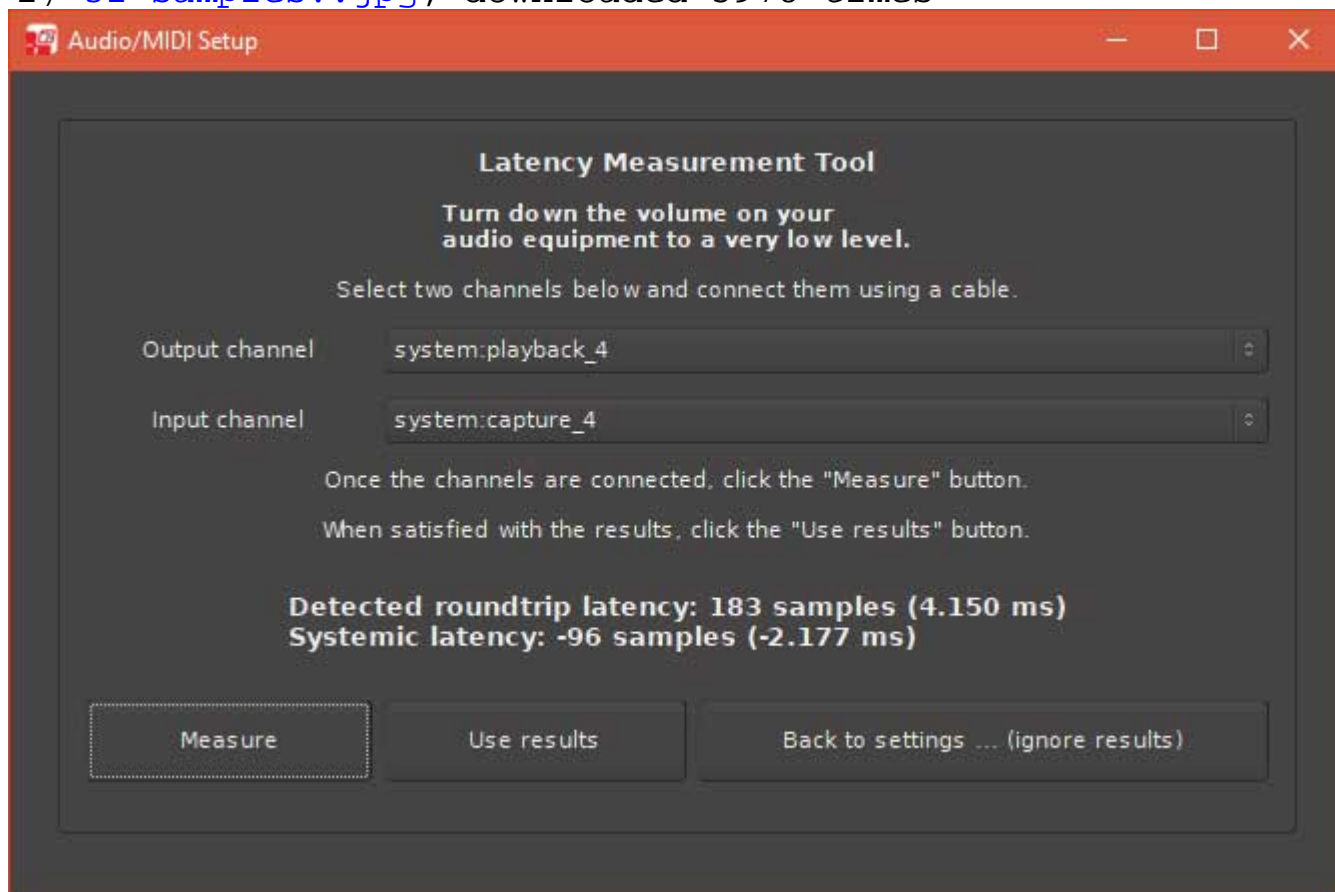 Audio/MIDI Setup
Latency Measurement Tool
Turn down the volume on your
audio equipment to a very low level.
Select two channels below and connect them using a cable.
Output channel system:playback_4
Input channel system:capture_4
Once the channels are connected, click the "Measure" button.
When satisfied with the results, click the "Use results" button.
Detected roundtrip latency: 183 samples (4.150 ms)
Systemic latency: -96 samples (-2.177 ms)
Measure Use results Back to settings ... (ignore results)